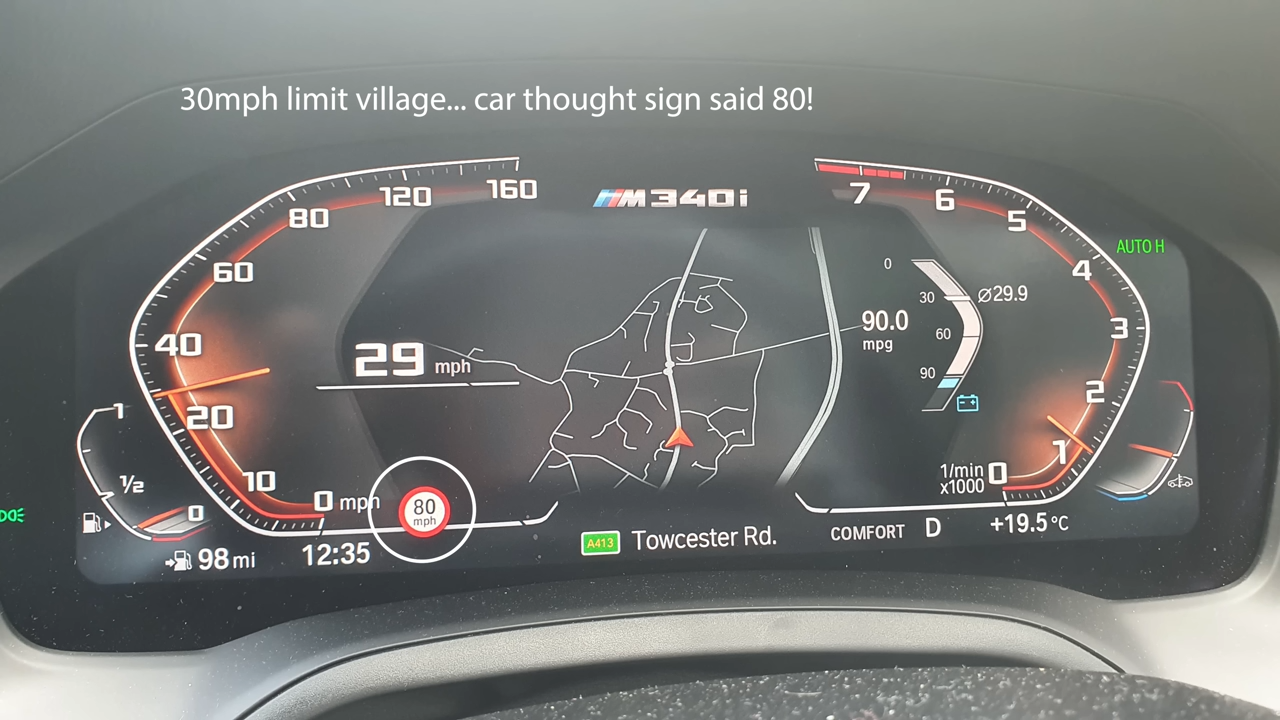 30mph limit village... car thought sign said 80!
M340i
160
120
80
60
40
20
10
0 mph
7
6
5
4
3
2
1
0
1/min
x1000
AUTO H
0
30
60
90
⌀29.9
90.0
mpg
29 mph
1
1/2
0
80
mph
98 mi
12:35
A413 Towcester Rd.
COMFORT D +19.5°C